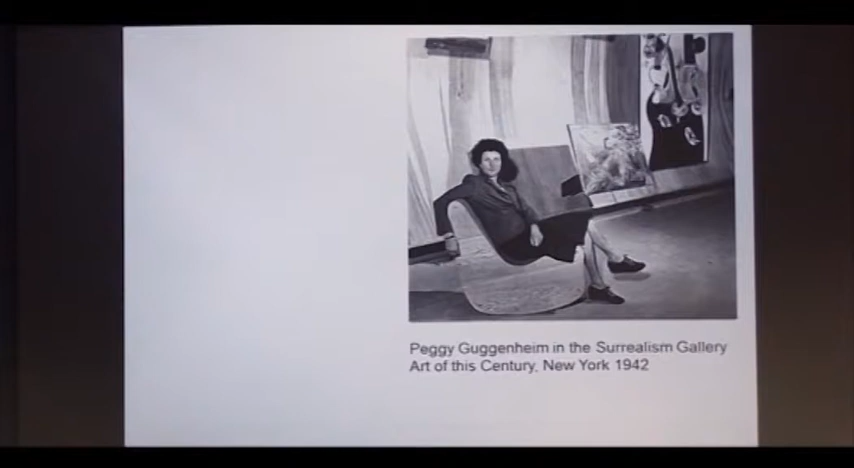 Peggy Guggenheim in the Surrealism Gallery
Art of this Century, New York 1942